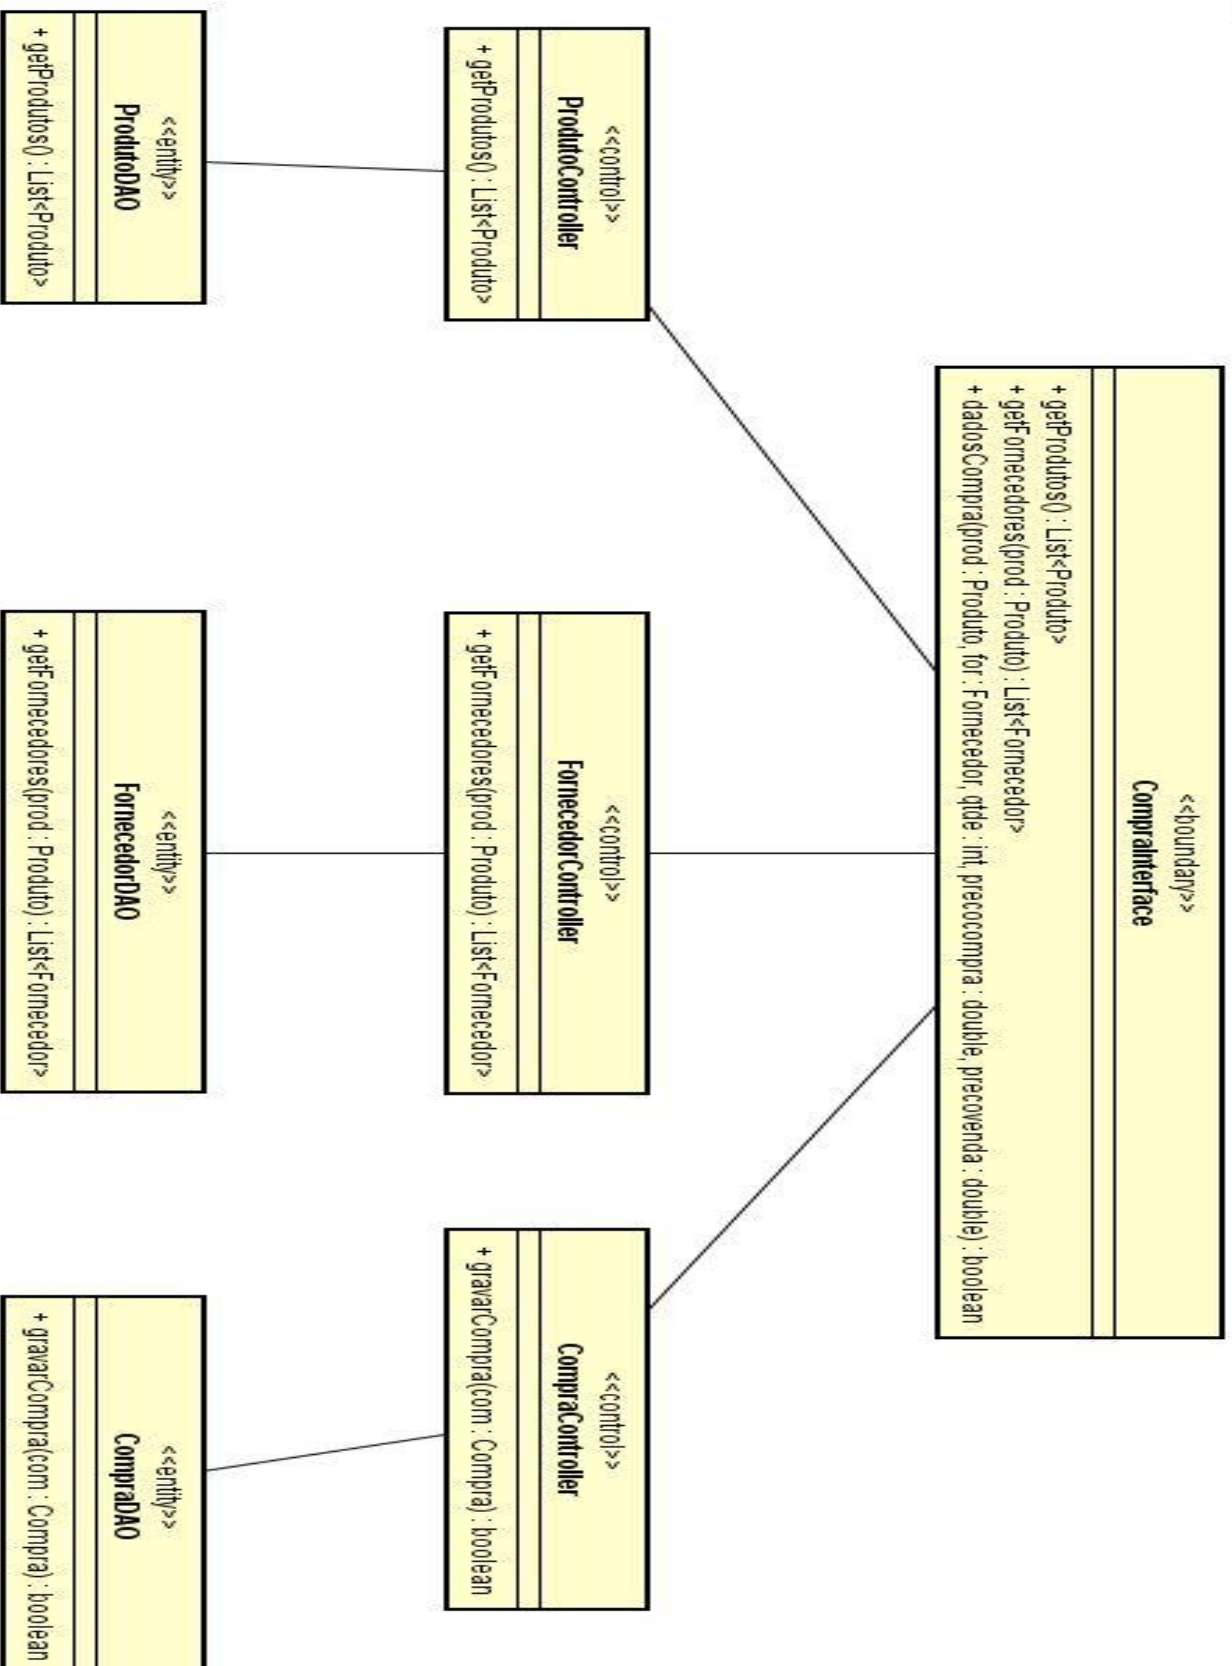 <<boundary>>
CompraInterface
+ getProdutos() : List<Produto>
+ getFornecedores(prod : Produto) : List<Fornecedor>
+ dadosCompra(prod : Produto, for : Fornecedor, qtde : int, precocompra : double, precovenda : double) : boolean
<<control>>
ProdutoController
+ getProdutos() : List<Produto>
<<control>>
FornecedorController
+ getFornecedores(prod : Produto) : List<Fornecedor>
<<control>>
CompraController
+ gravarCompra(com : Compra) : boolean
<<entity>>
ProdutoDAO
+ getProdutos() : List<Produto>
<<entity>>
FornecedorDAO
+ getFornecedores(prod : Produto) : List<Fornecedor>
<<entity>>
CompraDAO
+ gravarCompra(com : Compra) : boolean